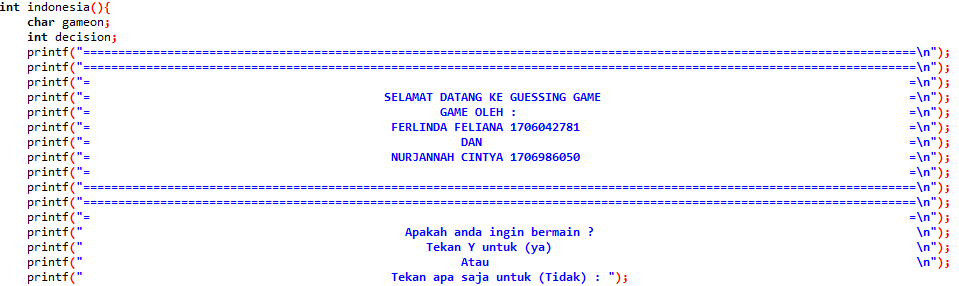 int indonesia(){
    char gameon;
    int decision;
    printf("=======================================================================================================================\n");
    printf("=======================================================================================================================\n");
    printf("=                                                                                                                     =\n");
    printf("=                                          SELAMAT DATANG KE GUESSING GAME                                            =\n");
    printf("=                                                  GAME OLEH :                                                        =\n");
    printf("=                                           FERLINDA FELIANA 1706042781                                               =\n");
    printf("=                                                     DAN                                                             =\n");
    printf("=                                           NURJANNAH CINTYA 1706986050                                               =\n");
    printf("=                                                                                                                     =\n");
    printf("=======================================================================================================================\n");
    printf("=======================================================================================================================\n");
    printf("=                                                                                                                     =\n");
    printf("                                              Apakah anda ingin bermain ?                                              \n");
    printf("                                                 Tekan Y untuk (ya)                                                    \n");
    printf("                                                      Atau                                                             \n");
    printf("                                            Tekan apa saja untuk (Tidak) : ");